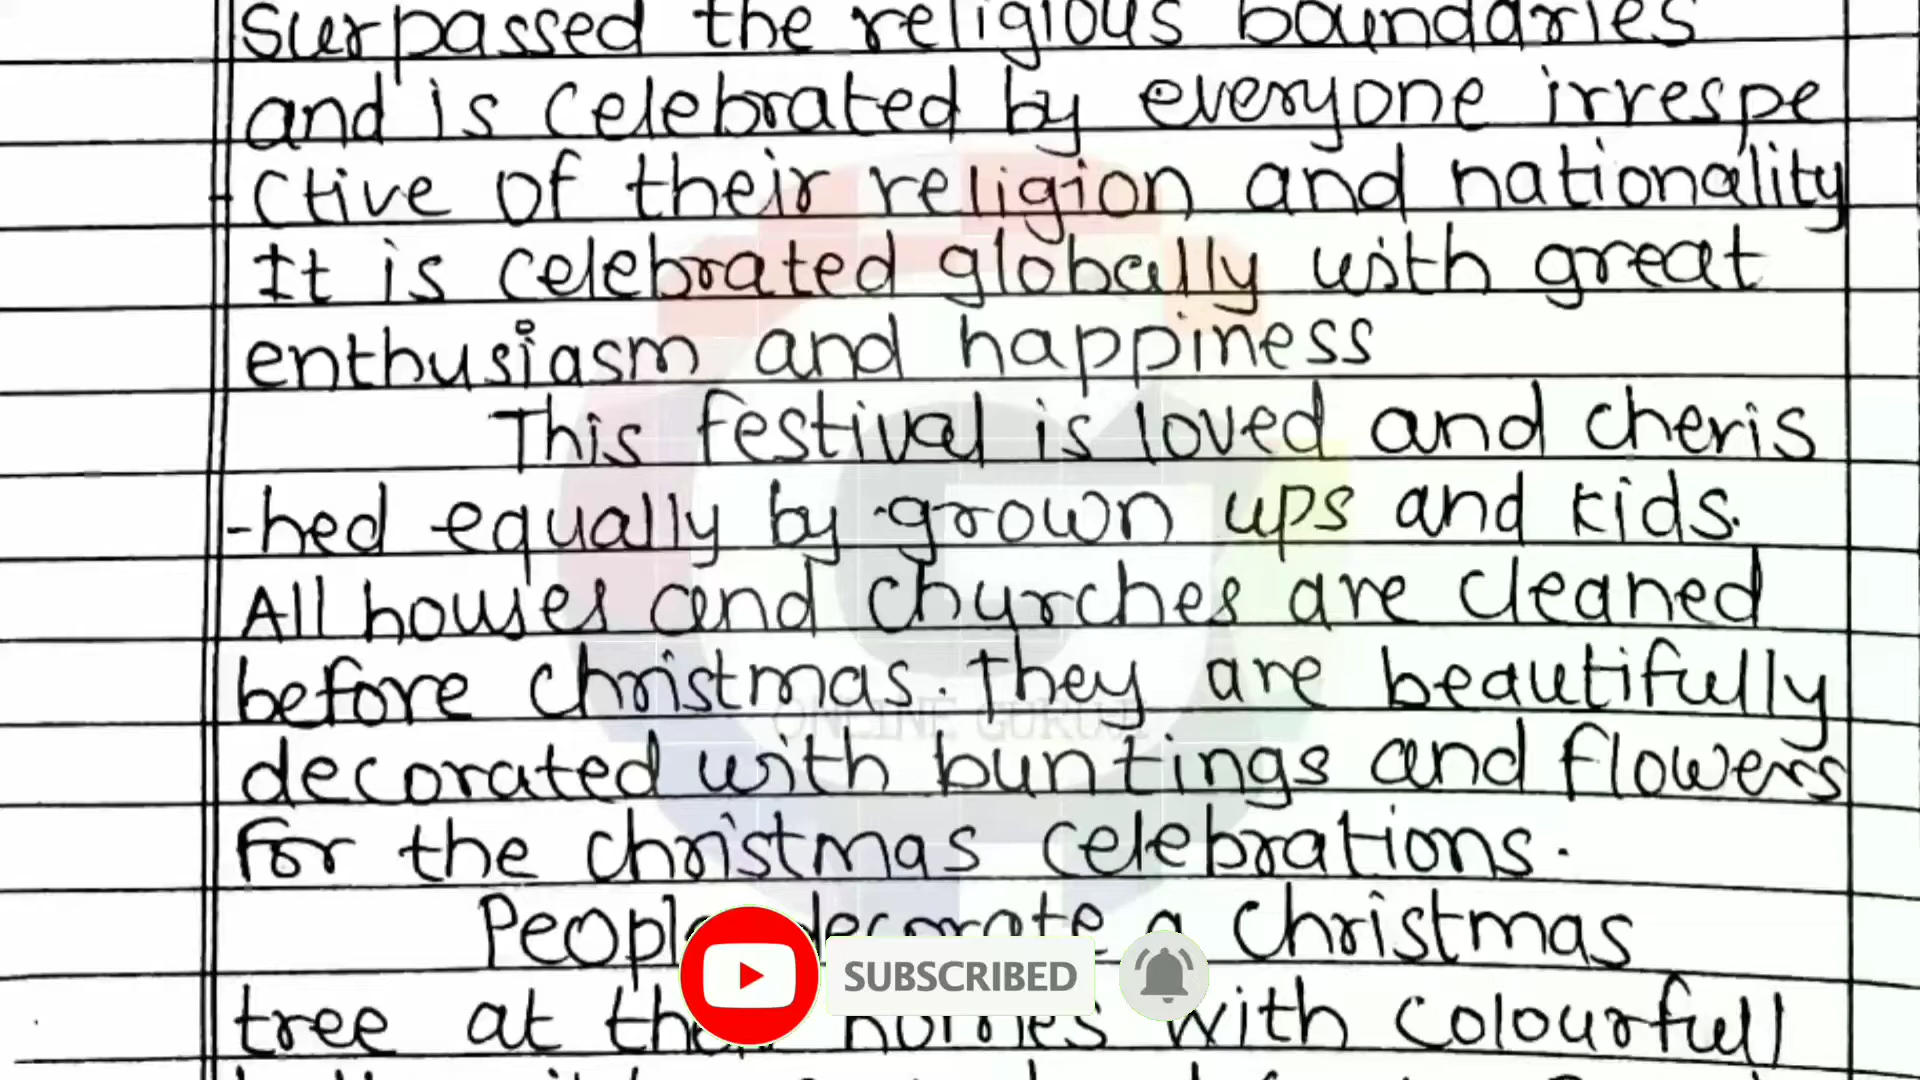 surpassed the religious boundaries
and is celebrated by everyone irrespe
-ctive of their religion and nationality
It is celebrated globally with great
enthusiasm and happiness
This festival is loved and cheris
-hed equally by grown ups and kids.
All houses and churches are cleaned
before christmas. They are beautifully
decorated with buntings and flowers
ONLINE GURUJI
for the christmas celebrations.
People decorate a christmas
SUBSCRIBED
tree at their homes with colourfull